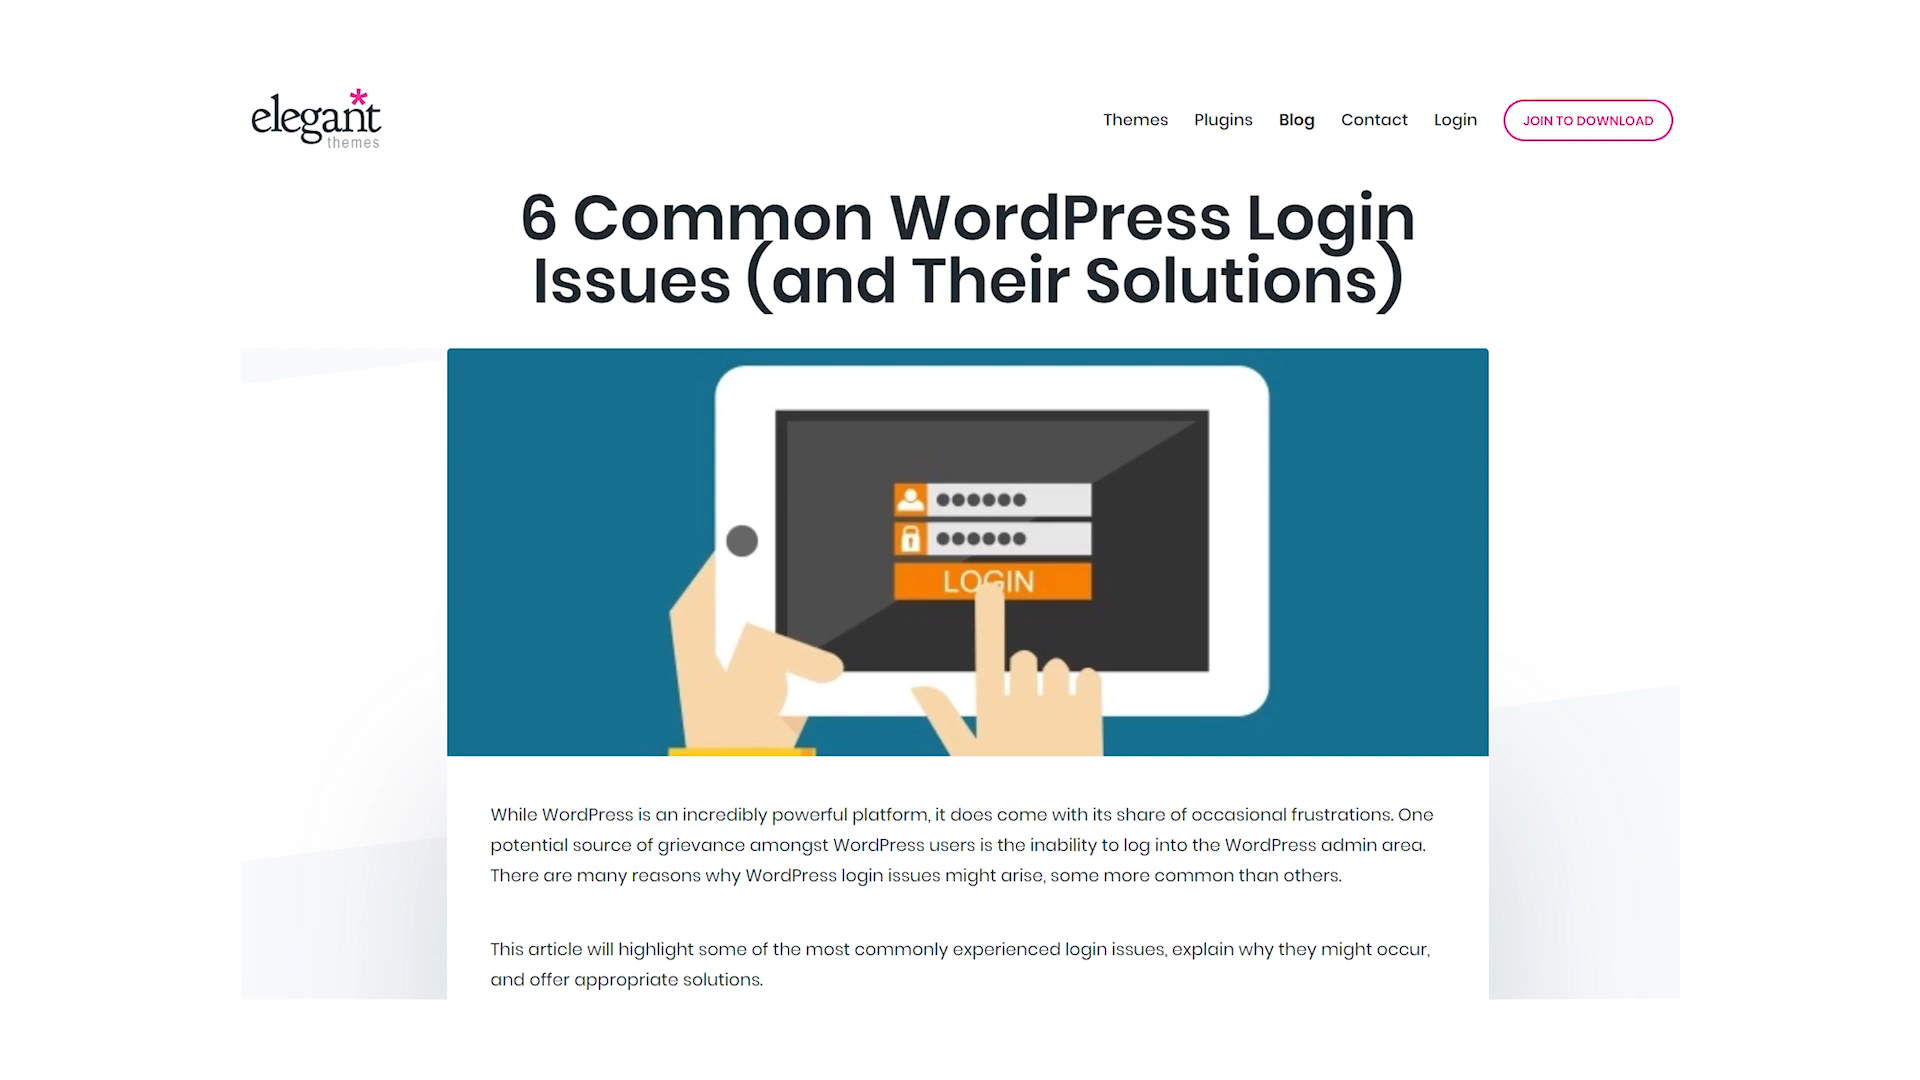 elegant
themes
Themes Plugins Blog Contact Login JOIN TO DOWNLOAD
6 Common WordPress Login
Issues (and Their Solutions)
LOGIN
While WordPress is an incredibly powerful platform, it does come with its share of occasional frustrations. One
potential source of grievance amongst WordPress users is the inability to log into the WordPress admin area.
There are many reasons why WordPress login issues might arise, some more common than others.
This article will highlight some of the most commonly experienced login issues, explain why they might occur,
and offer appropriate solutions.